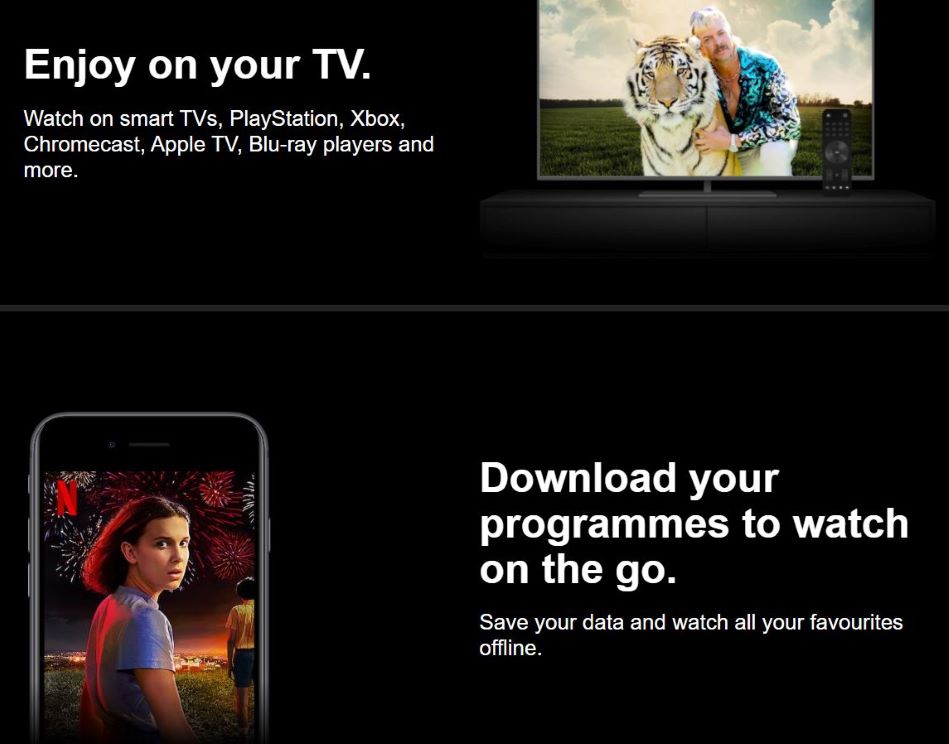 Enjoy on your TV.
Watch on smart TVs, PlayStation, Xbox,
Chromecast, Apple TV, Blu-ray players and
more.
N
Download your
programmes to watch
on the go.
Save your data and watch all your favourites
offline.